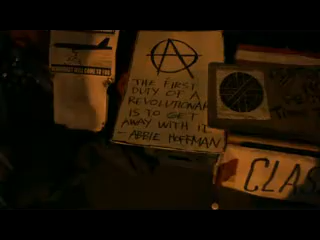 THE FIRST
DUTY OF A
REVOLUTIONAR
IS TO GET
AWAY WITH IT
- ABBIE HOFFMAN
CLAS